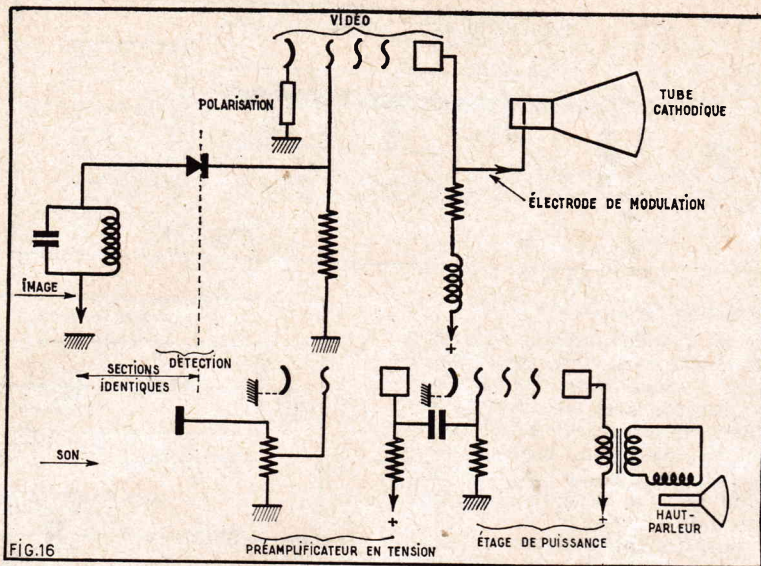 VIDÉO
POLARISATION
TUBE
CATHODIQUE
ÉLECTRODE DE MODULATION
IMAGE
+
DÉTECTION
SECTIONS
IDENTIQUES
SON
+
+
HAUT-
PARLEUR
PRÉAMPLIFICATEUR EN TENSION
ÉTAGE DE PUISSANCE
FIG.16